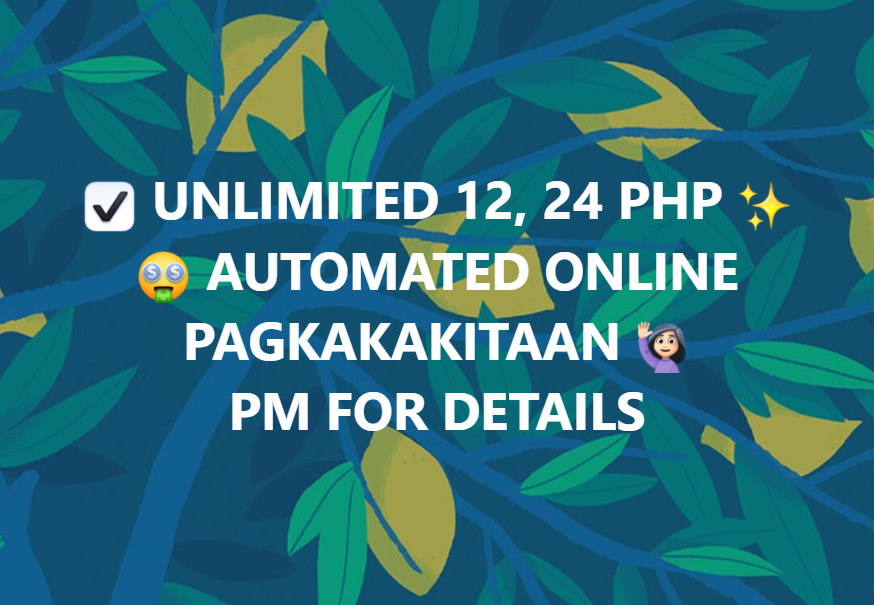 ☑ UNLIMITED 12, 24 PHP ✨
🤑 AUTOMATED ONLINE
PAGKAKAKITAAN 🙋🏻‍♀️
PM FOR DETAILS